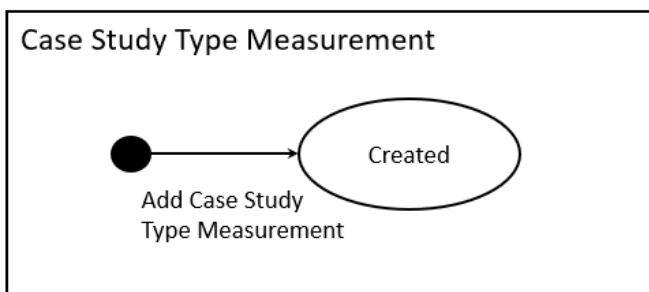 Case Study Type Measurement
Created
Add Case Study
Type Measurement